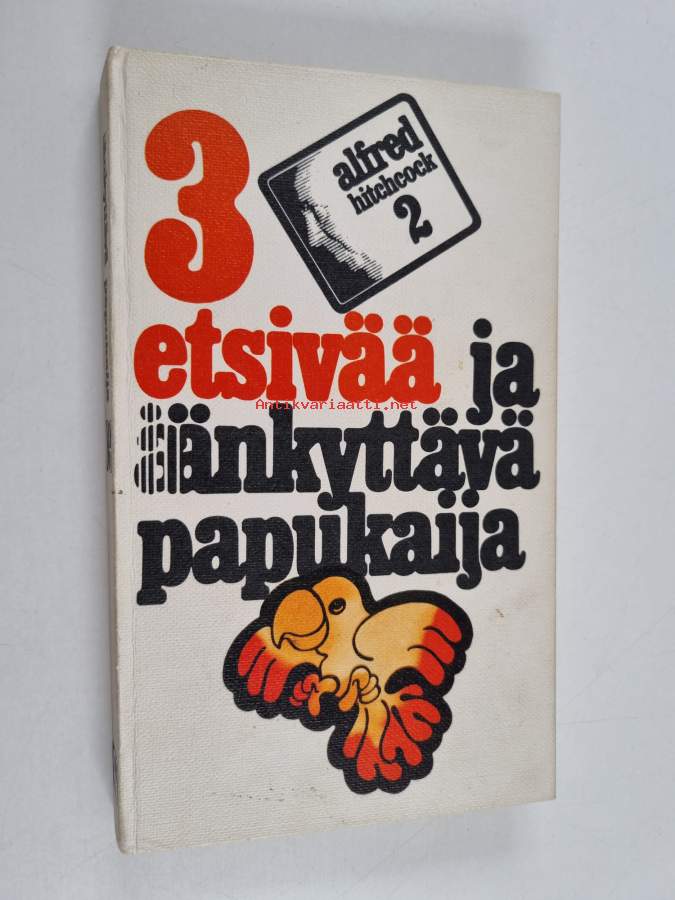 3
alfred
hitchcock
2
etsivää ja
änkyttävä
papukaija
Antikvariaatti.net